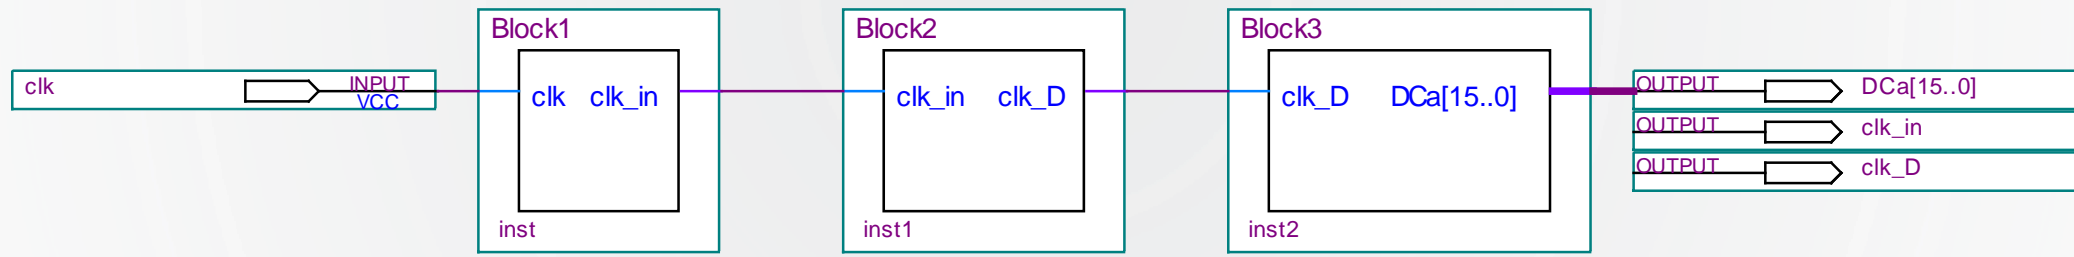 Block1
Block2
Block3
clk
INPUT
VCC
clk clk_in
clk_in clk_D
clk_D DCa[15..0]
OUTPUT DCa[15..0]
OUTPUT clk_in
OUTPUT clk_D
inst
inst1
inst2